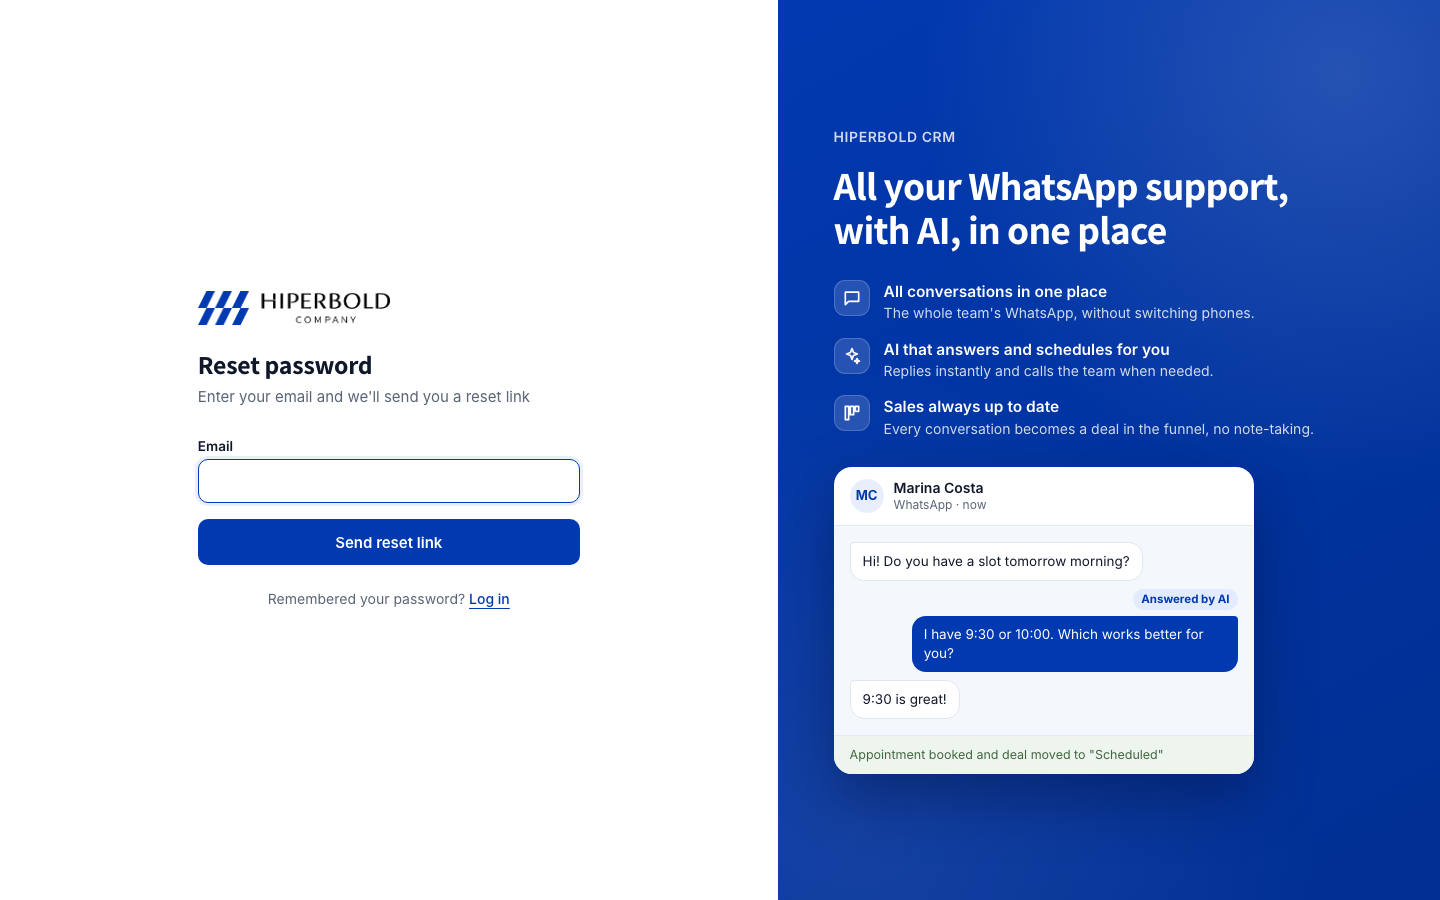 HIPERBOLD
COMPANY
Reset password
Enter your email and we'll send you a reset link
Email
Send reset link
Remembered your password? Log in
HIPERBOLD CRM
All your WhatsApp support,
with AI, in one place
All conversations in one place
The whole team's WhatsApp, without switching phones.
AI that answers and schedules for you
Replies instantly and calls the team when needed.
Sales always up to date
Every conversation becomes a deal in the funnel, no note-taking.
MC
Marina Costa
WhatsApp · now
Hi! Do you have a slot tomorrow morning?
Answered by AI
I have 9:30 or 10:00. Which works better for
you?
9:30 is great!
Appointment booked and deal moved to "Scheduled"